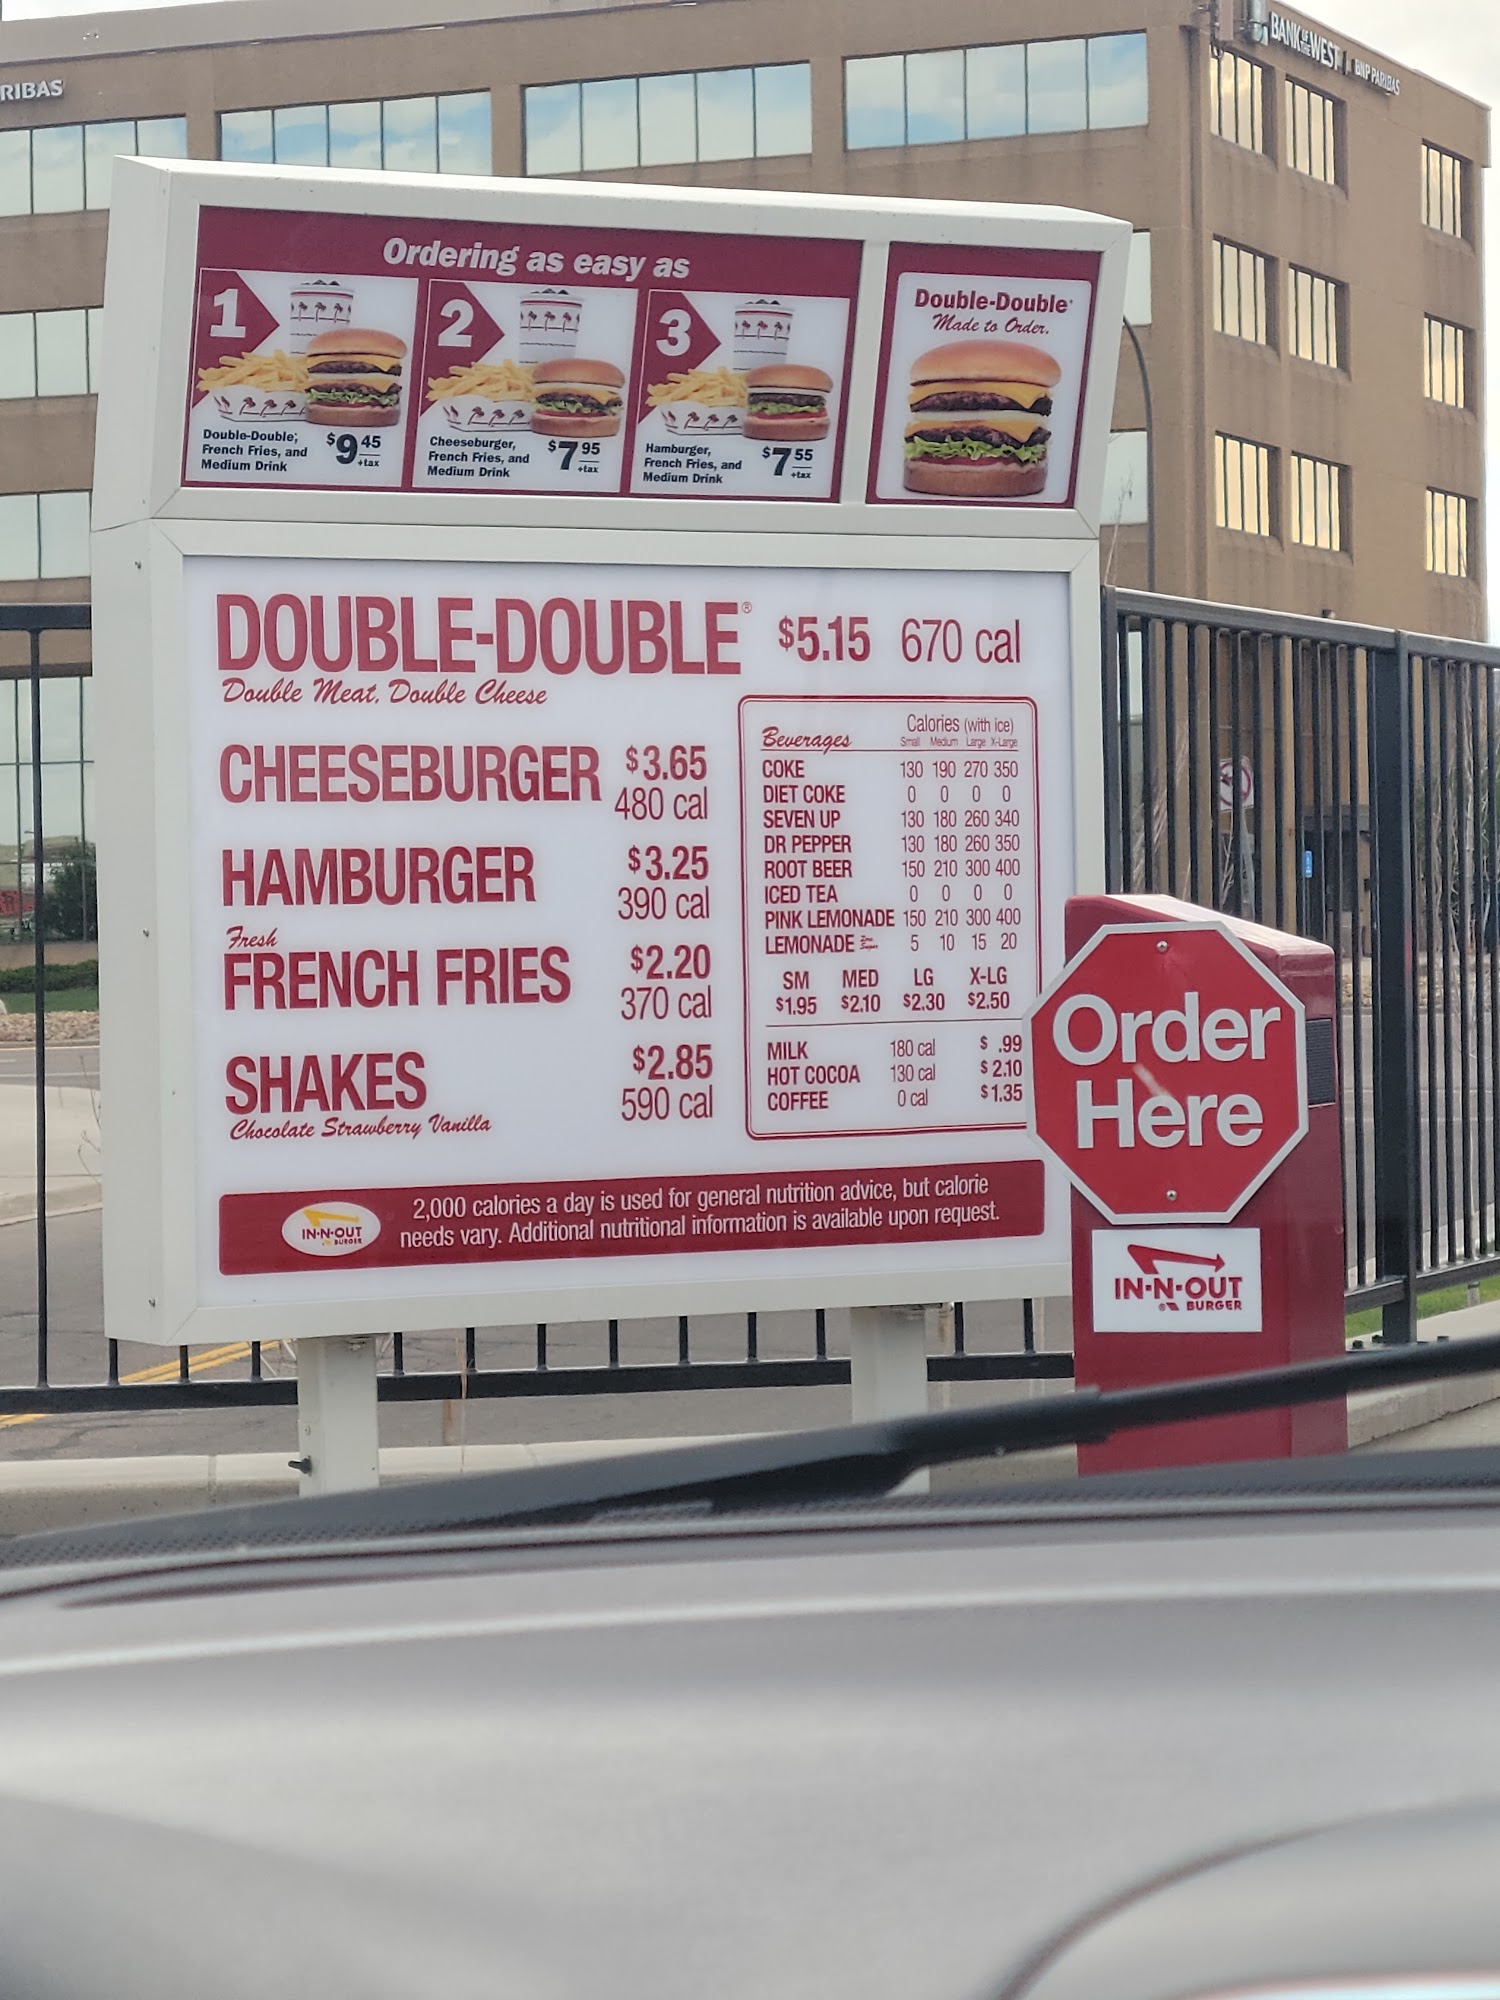 RIBAS
BANK OF THE WEST BNP PARIBAS
Ordering as easy as
1
Double-Double,
French Fries, and
Medium Drink
$9 45
+tax
2
Cheeseburger,
French Fries, and
Medium Drink
$7 95
+tax
3
Hamburger,
French Fries, and
Medium Drink
$7 55
+tax
Double-Double®
Made to Order.
DOUBLE-DOUBLE® $5.15 670 cal
Double Meat, Double Cheese
CHEESEBURGER $3.65
480 cal
HAMBURGER $3.25
390 cal
Fresh
FRENCH FRIES $2.20
370 cal
SHAKES $2.85
590 cal
Chocolate Strawberry Vanilla
Beverages Calories (with ice)
Small Medium Large X-Large
COKE 130 190 270 350
DIET COKE 0 0 0 0
SEVEN UP 130 180 260 340
DR PEPPER 130 180 260 350
ROOT BEER 150 210 300 400
ICED TEA 0 0 0 0
PINK LEMONADE 150 210 300 400
LEMONADE Zero Sugar 5 10 15 20
SM MED LG X-LG
$1.95 $2.10 $2.30 $2.50
MILK 180 cal $ .99
HOT COCOA 130 cal $ 2.10
COFFEE 0 cal $ 1.35
IN-N-OUT
BURGER
2,000 calories a day is used for general nutrition advice, but calorie
needs vary. Additional nutritional information is available upon request.
Order
Here
IN-N-OUT
® BURGER